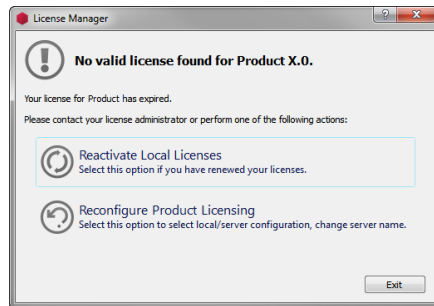 License Manager
No valid license found for Product X.0.
Your license for Product has expired.
Please contact your license administrator or perform one of the following actions:
Reactivate Local Licenses
Select this option if you have renewed your licenses.
Reconfigure Product Licensing
Select this option to select local/server configuration, change server name.
Exit